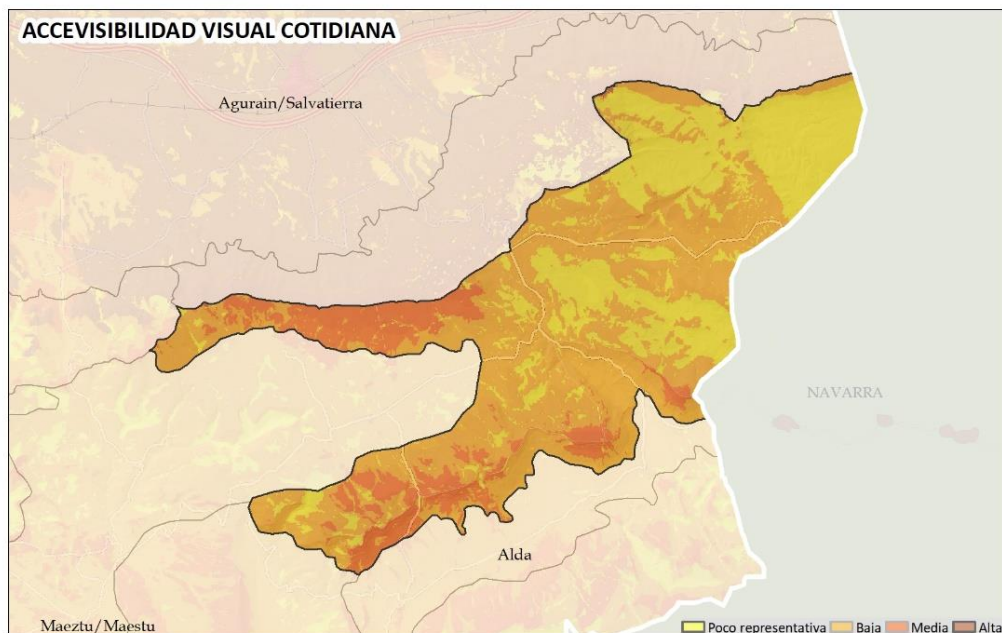 ACCEVISIBILIDAD VISUAL COTIDIANA
Agurain/Salvatierra
NAVARRA
Alda
Maeztu/Maestu
Poco representativa Baja Media Alta